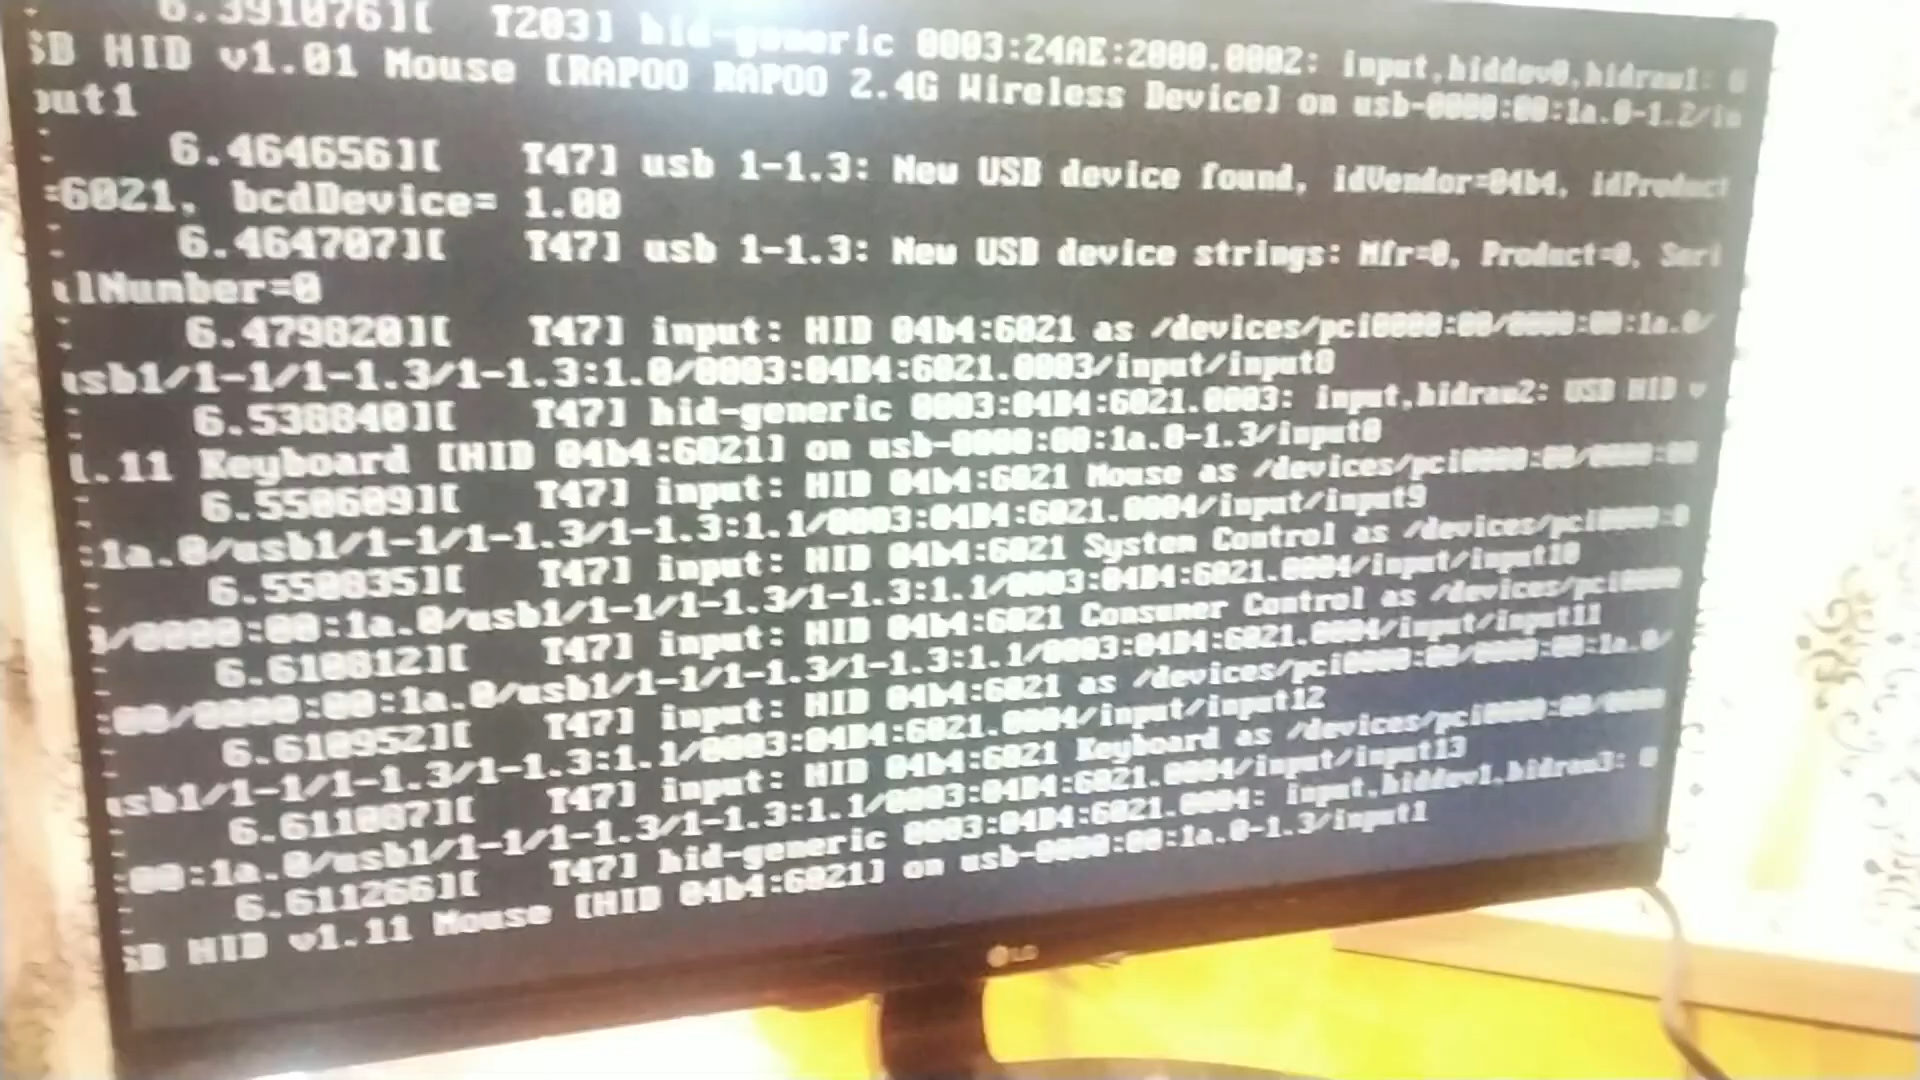 6.391076][ T203] hid-generic 0003:24AE:2000.0002: input,hiddev0,hidraw1:
SB HID v1.01 Mouse [RAPOO RAPOO 2.4G Wireless Device] on usb-0000:00:1a.0-1.2/in
put1
6.464656][ T47] usb 1-1.3: New USB device found, idVendor=04b4, idProduct
=6021, bcdDevice= 1.00
6.464707][ T47] usb 1-1.3: New USB device strings: Mfr=0, Product=0, Seri
alNumber=0
6.479820][ T47] input: HID 04b4:6021 as /devices/pci0000:00/0000:00:1a.0/
usb1/1-1/1-1.3/1-1.3:1.0/0003:04B4:6021.0003/input/input8
6.538840][ T47] hid-generic 0003:04B4:6021.0003: input,hidraw2: USB HID v
1.11 Keyboard [HID 04b4:6021] on usb-0000:00:1a.0-1.3/input0
6.550609][ T47] input: HID 04b4:6021 Mouse as /devices/pci0000:00/0000:00
:1a.0/usb1/1-1/1-1.3/1-1.3:1.1/0003:04B4:6021.0004/input/input9
6.550835][ T47] input: HID 04b4:6021 System Control as /devices/pci0000:0
0/0000:00:1a.0/usb1/1-1/1-1.3/1-1.3:1.1/0003:04B4:6021.0004/input/input10
6.610812][ T47] input: HID 04b4:6021 Consumer Control as /devices/pci0000
:00/0000:00:1a.0/usb1/1-1/1-1.3/1-1.3:1.1/0003:04B4:6021.0004/input/input11
6.610952][ T47] input: HID 04b4:6021 as /devices/pci0000:00/0000:00:1a.0/
usb1/1-1/1-1.3/1-1.3:1.1/0003:04B4:6021.0004/input/input12
6.611087][ T47] input: HID 04b4:6021 Keyboard as /devices/pci0000:00/0000
:00:1a.0/usb1/1-1/1-1.3/1-1.3:1.1/0003:04B4:6021.0004/input/input13
6.611266][ T47] hid-generic 0003:04B4:6021.0004: input,hiddev1,hidraw3:
SB HID v1.11 Mouse [HID 04b4:6021] on usb-0000:00:1a.0-1.3/input1
LG